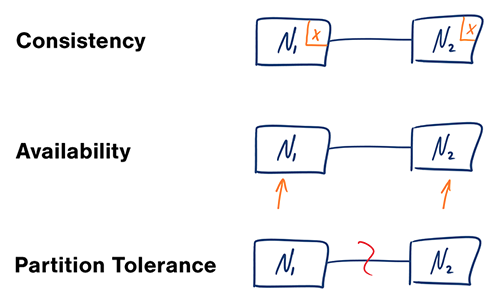 Consistency N₁ x N₂ x
Availability N₁ N₂
Partition Tolerance N₁ N₂